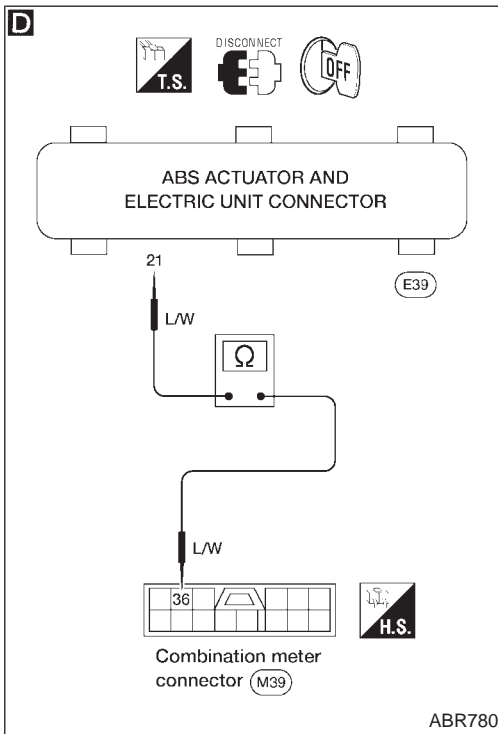 D
DISCONNECT
T.S.
OFF
ABS ACTUATOR AND
ELECTRIC UNIT CONNECTOR
21
E39
L/W
Ω
L/W
36
H.S.
Combination meter
connector M39
ABR780